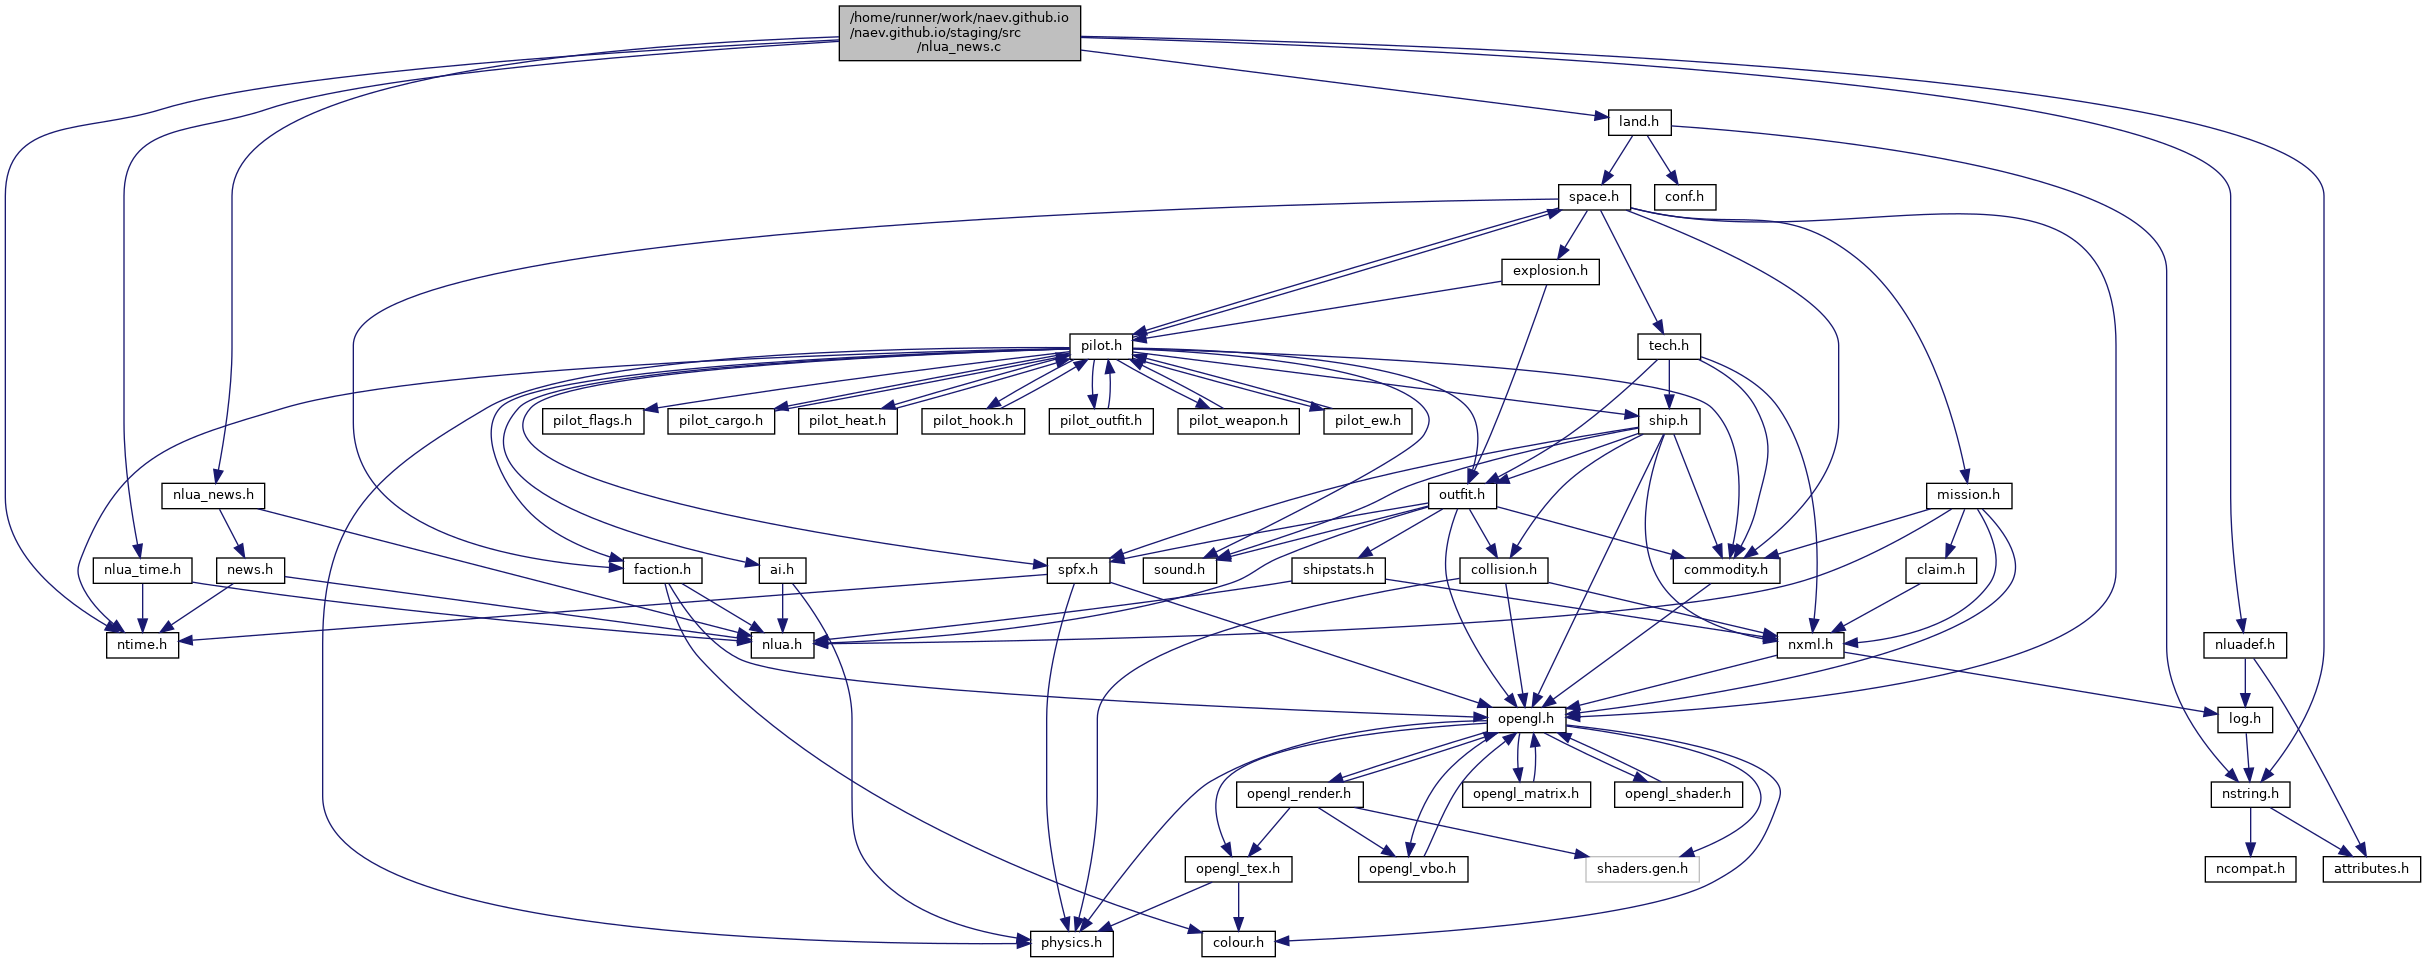 /home/runner/work/naev.github.io
/naev.github.io/staging/src
/nlua_news.c
land.h
space.h
conf.h
explosion.h
pilot.h
tech.h
pilot_flags.h
pilot_cargo.h
pilot_heat.h
pilot_hook.h
pilot_outfit.h
pilot_weapon.h
pilot_ew.h
ship.h
nlua_news.h
outfit.h
mission.h
nlua_time.h
news.h
faction.h
ai.h
spfx.h
sound.h
shipstats.h
collision.h
commodity.h
claim.h
ntime.h
nlua.h
nxml.h
nluadef.h
opengl.h
log.h
opengl_render.h
opengl_matrix.h
opengl_shader.h
nstring.h
opengl_tex.h
opengl_vbo.h
shaders.gen.h
ncompat.h
attributes.h
physics.h
colour.h